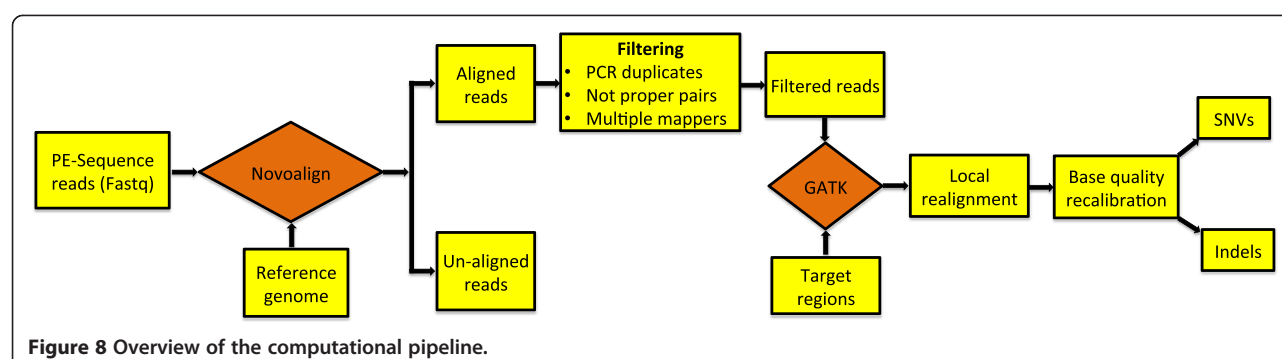 PE-Sequence
reads (Fastq)
Novoalign
Reference
genome
Aligned
reads
Un-aligned
reads
Filtering
• PCR duplicates
• Not proper pairs
• Multiple mappers
Filtered reads
GATK
Target
regions
Local
realignment
Base quality
recalibration
SNVs
Indels
Figure 8 Overview of the computational pipeline.